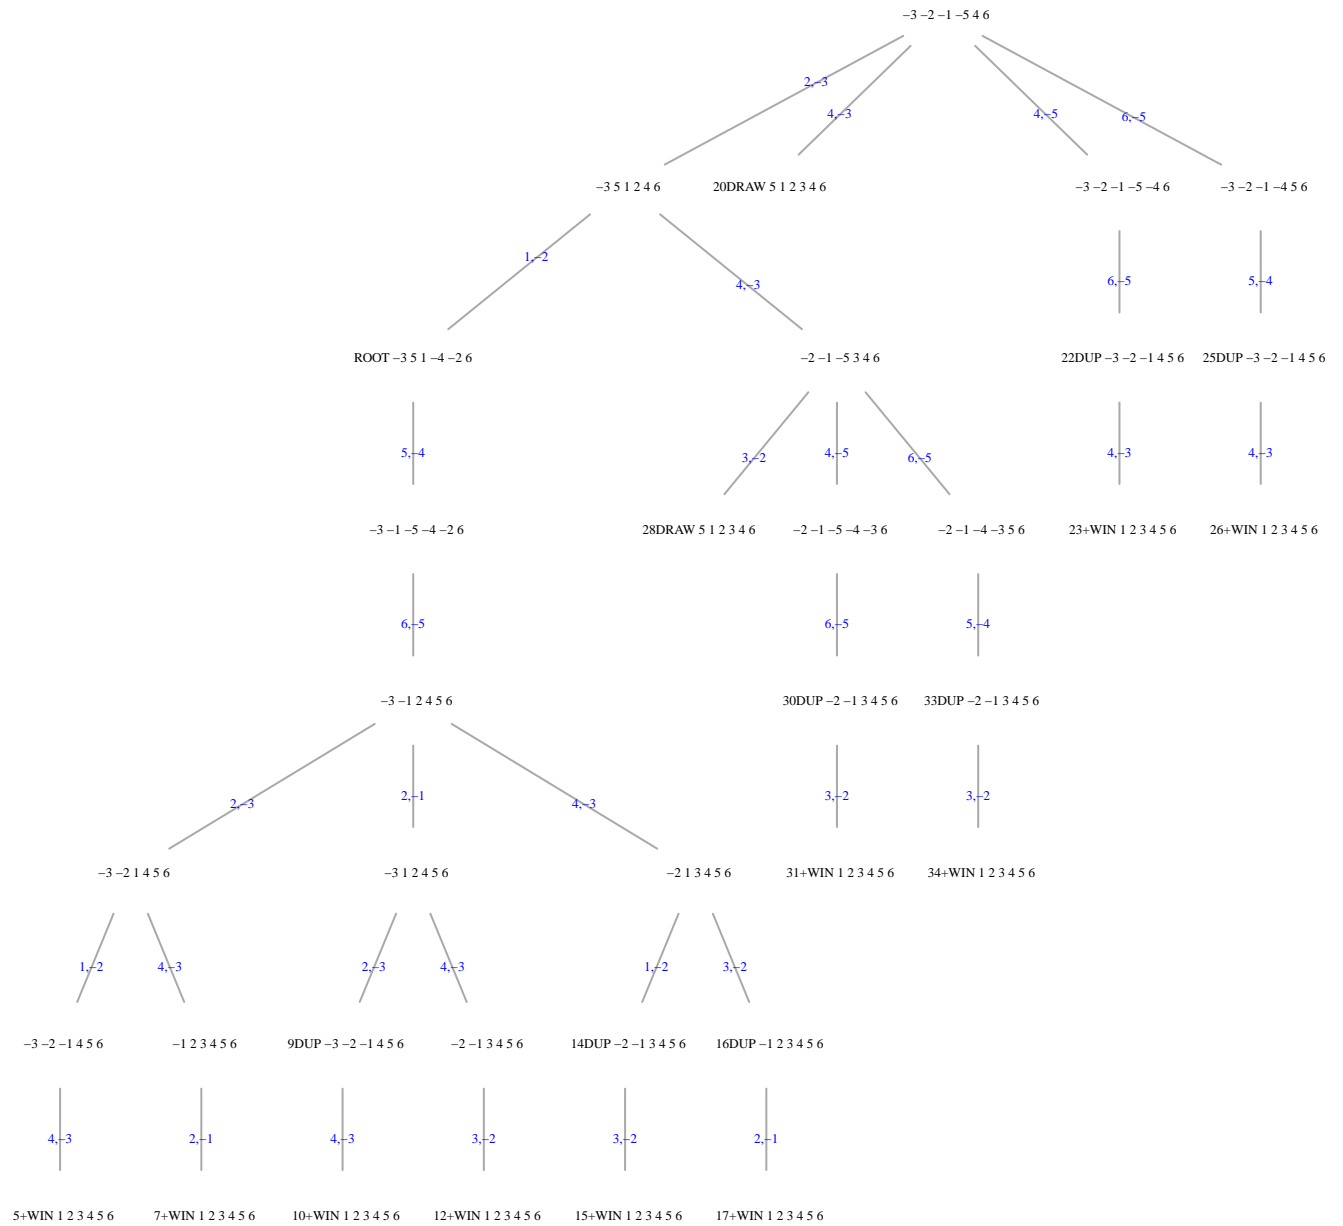 −3 −2 −1 −5 4 6
2,−3
4,−3
4,−5
6,−5
−3 5 1 2 4 6
20DRAW 5 1 2 3 4 6
−3 −2 −1 −5 −4 6
−3 −2 −1 −4 5 6
1,−2
4,−3
6,−5
5,−4
ROOT −3 5 1 −4 −2 6
−2 −1 −5 3 4 6
22DUP −3 −2 −1 4 5 6
25DUP −3 −2 −1 4 5 6
5,−4
3,−2
4,−5
6,−5
4,−3
4,−3
−3 −1 −5 −4 −2 6
28DRAW 5 1 2 3 4 6
−2 −1 −5 −4 −3 6
−2 −1 −4 −3 5 6
23+WIN 1 2 3 4 5 6
26+WIN 1 2 3 4 5 6
6,−5
6,−5
5,−4
−3 −1 2 4 5 6
30DUP −2 −1 3 4 5 6
33DUP −2 −1 3 4 5 6
2,−3
2,−1
4,−3
3,−2
3,−2
−3 −2 1 4 5 6
−3 1 2 4 5 6
−2 1 3 4 5 6
31+WIN 1 2 3 4 5 6
34+WIN 1 2 3 4 5 6
1,−2
4,−3
2,−3
4,−3
1,−2
3,−2
−3 −2 −1 4 5 6
−1 2 3 4 5 6
9DUP −3 −2 −1 4 5 6
−2 −1 3 4 5 6
14DUP −2 −1 3 4 5 6
16DUP −1 2 3 4 5 6
4,−3
2,−1
4,−3
3,−2
3,−2
2,−1
5+WIN 1 2 3 4 5 6
7+WIN 1 2 3 4 5 6
10+WIN 1 2 3 4 5 6
12+WIN 1 2 3 4 5 6
15+WIN 1 2 3 4 5 6
17+WIN 1 2 3 4 5 6